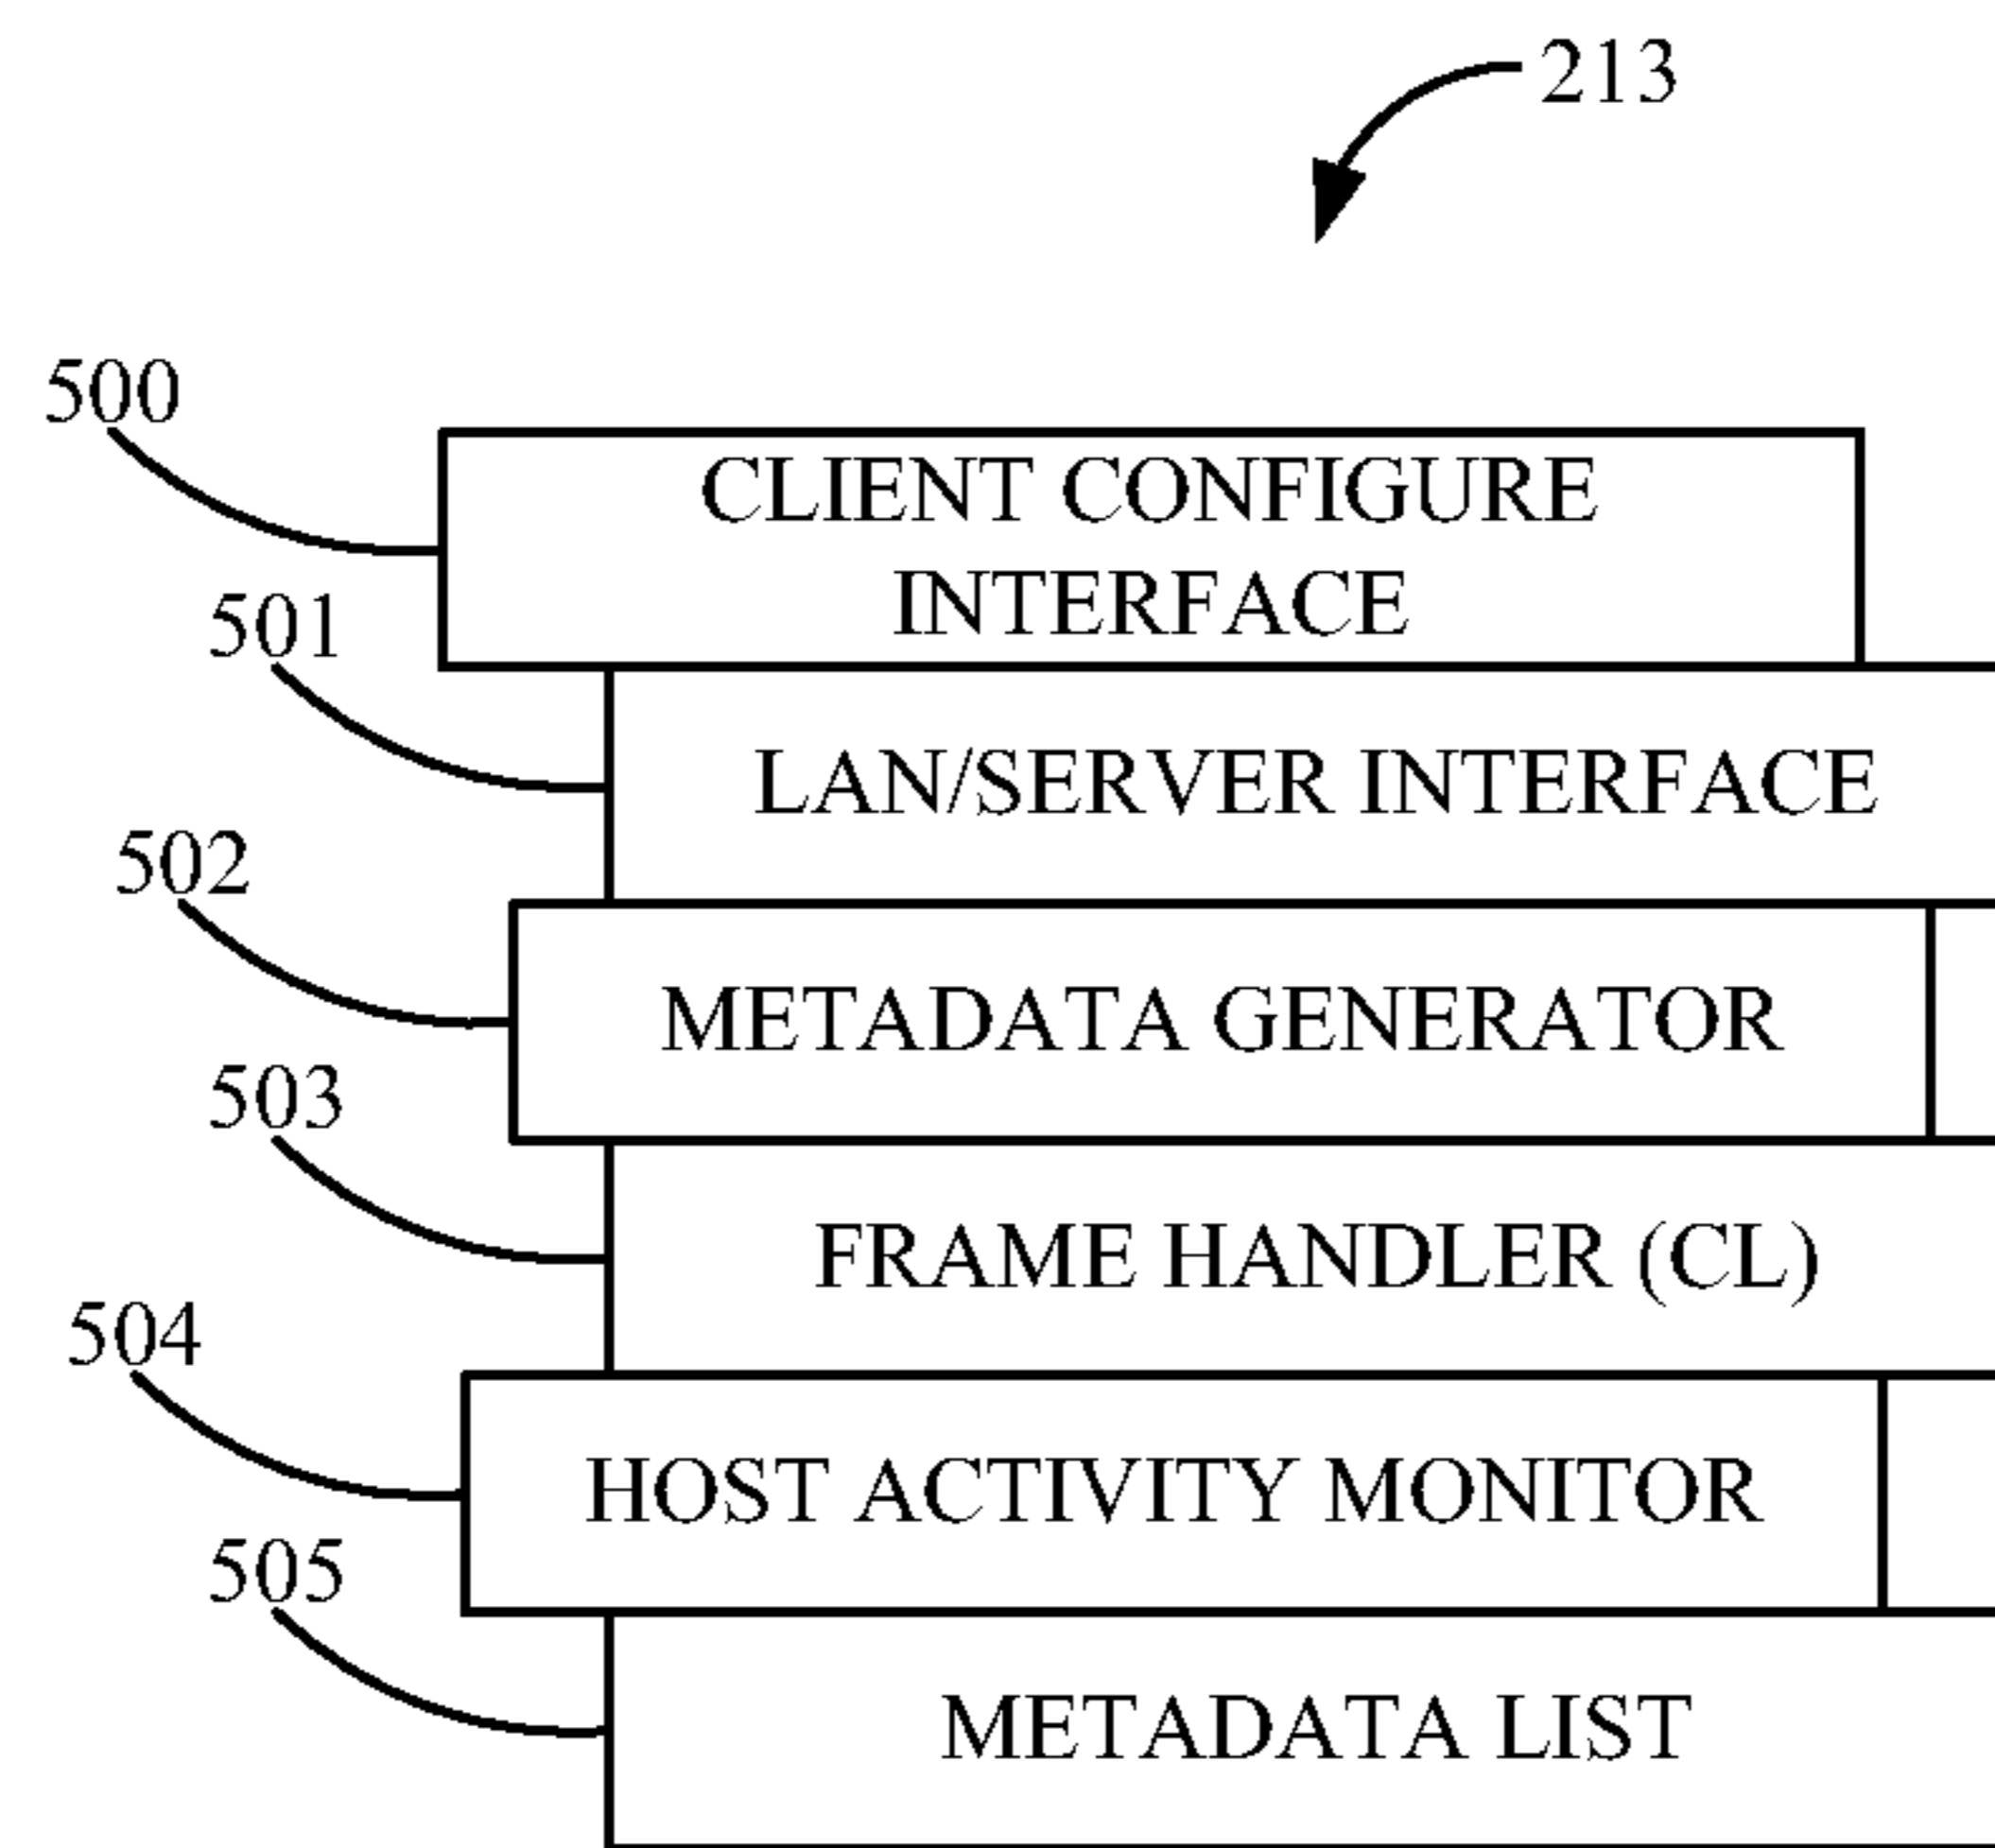 213
500
CLIENT CONFIGURE
INTERFACE
501
LAN/SERVER INTERFACE
502
METADATA GENERATOR
503
FRAME HANDLER (CL)
504
HOST ACTIVITY MONITOR
505
METADATA LIST